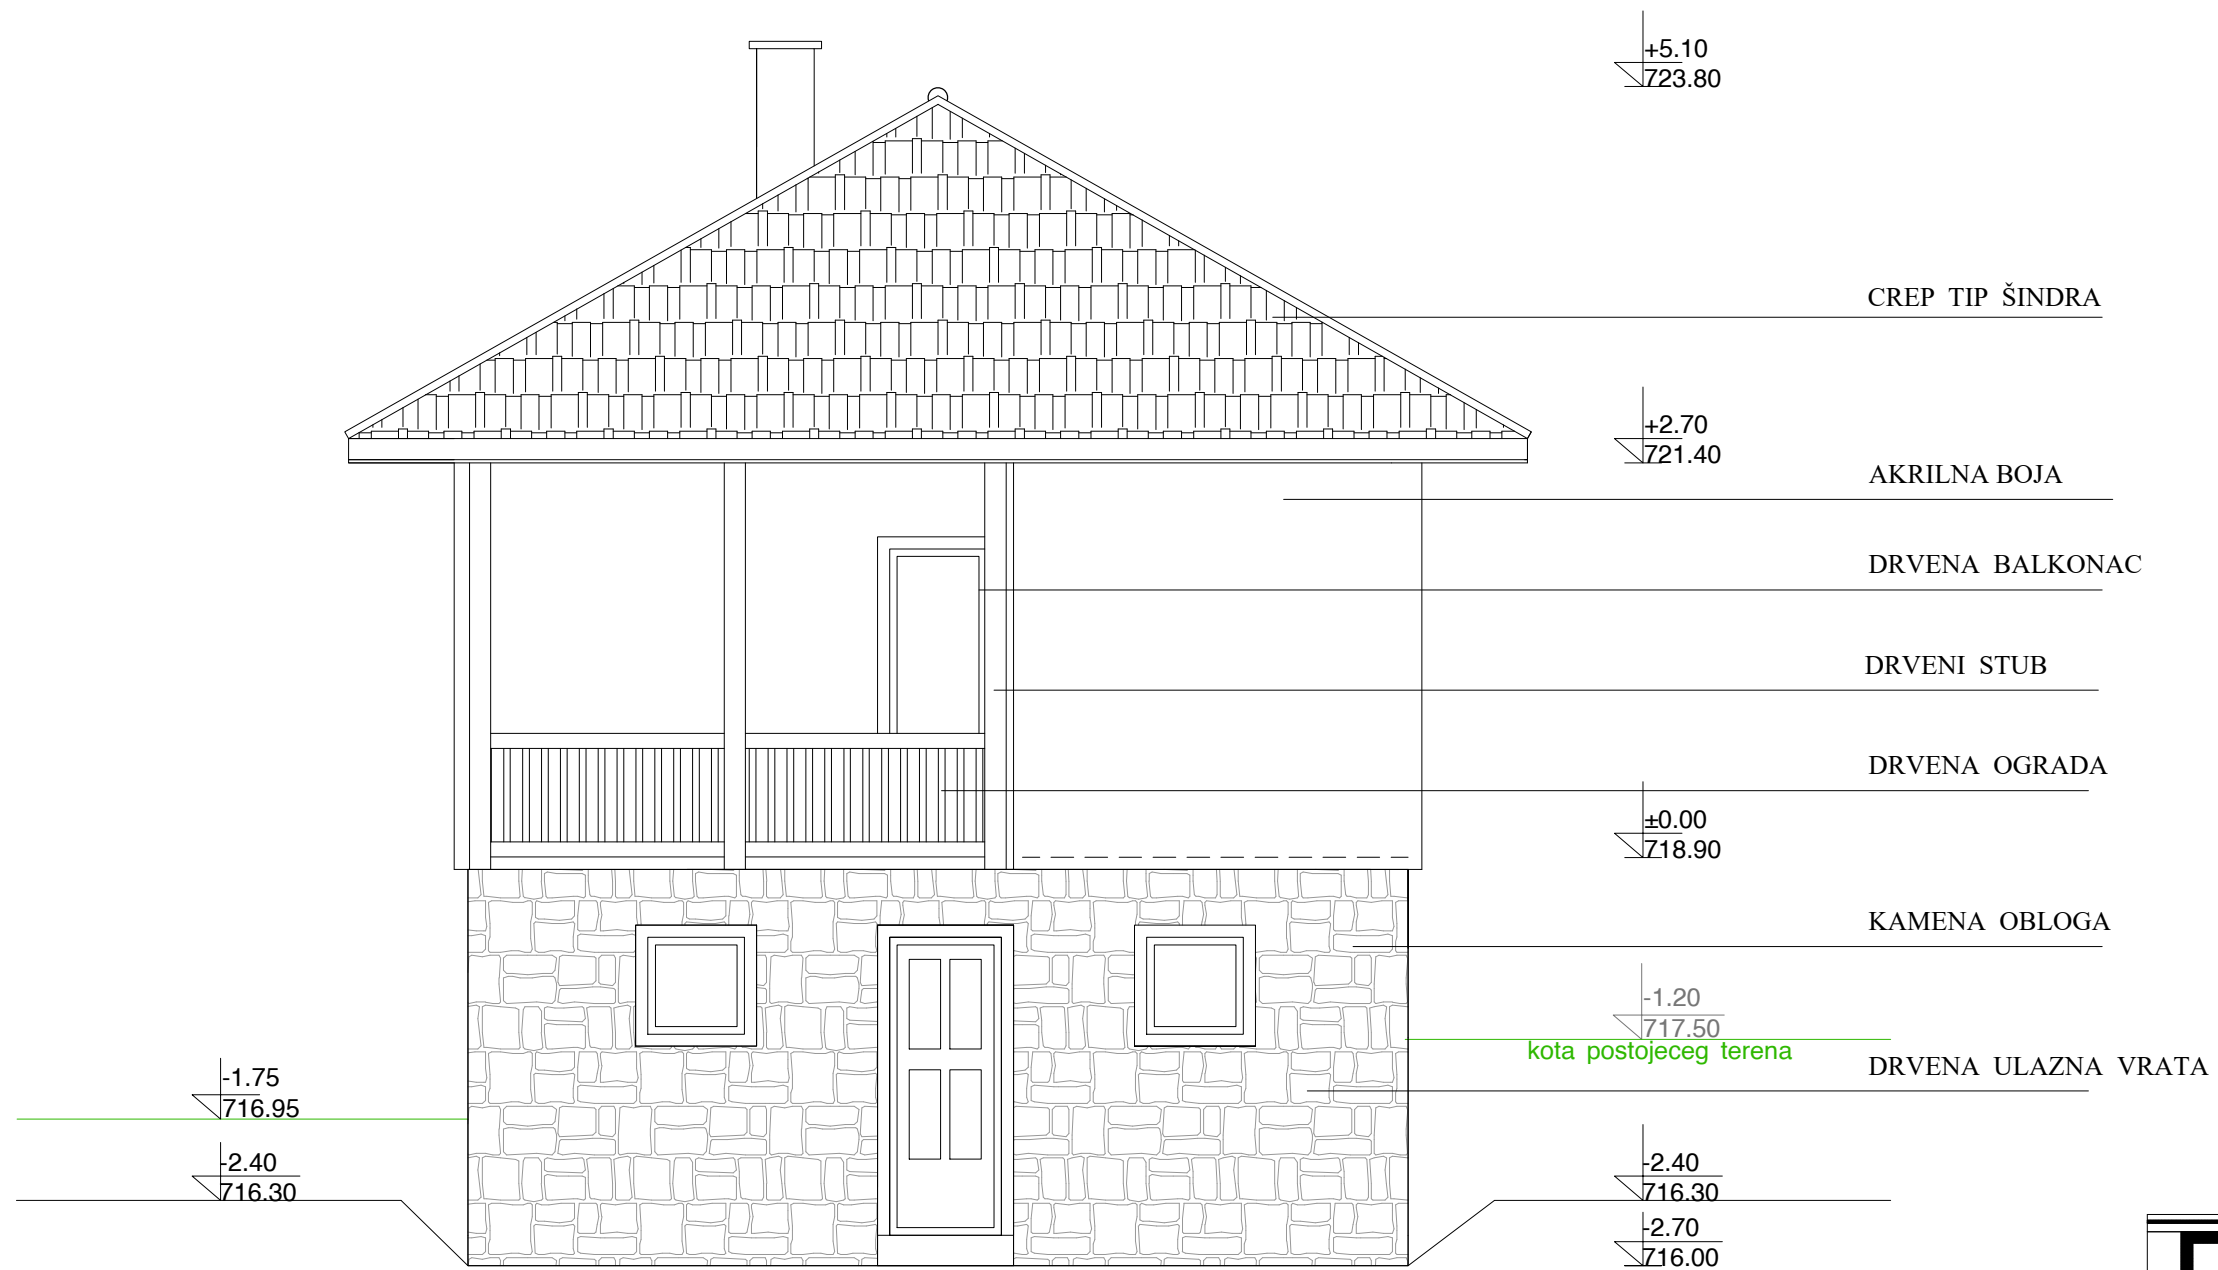 +5.10
723.80
CREP TIP ŠINDRA
+2.70
721.40
AKRILNA BOJA
DRVENA BALKONAC
DRVENI STUB
DRVENA OGRADA
±0.00
718.90
KAMENA OBLOGA
-1.20
717.50
kota postojeceg terena
DRVENA ULAZNA VRATA
-1.75
716.95
-2.40
716.30
-2.40
716.30
-2.70
716.00